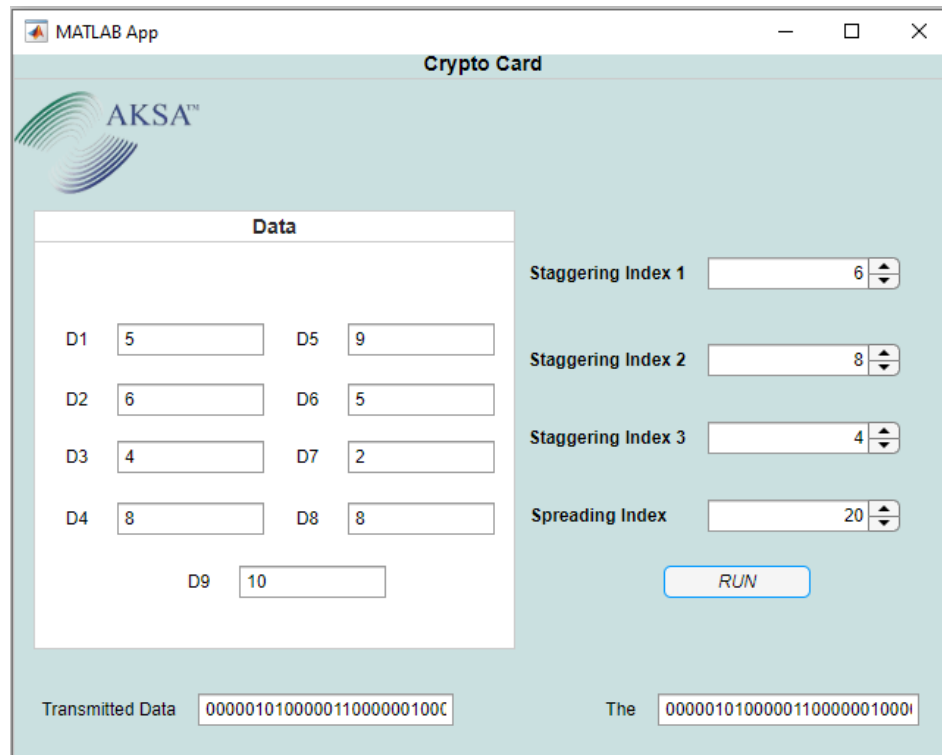 MATLAB App
Crypto Card
AKSA™
Data
D1 5 D5 9
D2 6 D6 5
D3 4 D7 2
D4 8 D8 8
D9 10
Staggering Index 1 6
Staggering Index 2 8
Staggering Index 3 4
Spreading Index 20
RUN
Transmitted Data 0000010100000110000001000
The 0000010100000110000001000